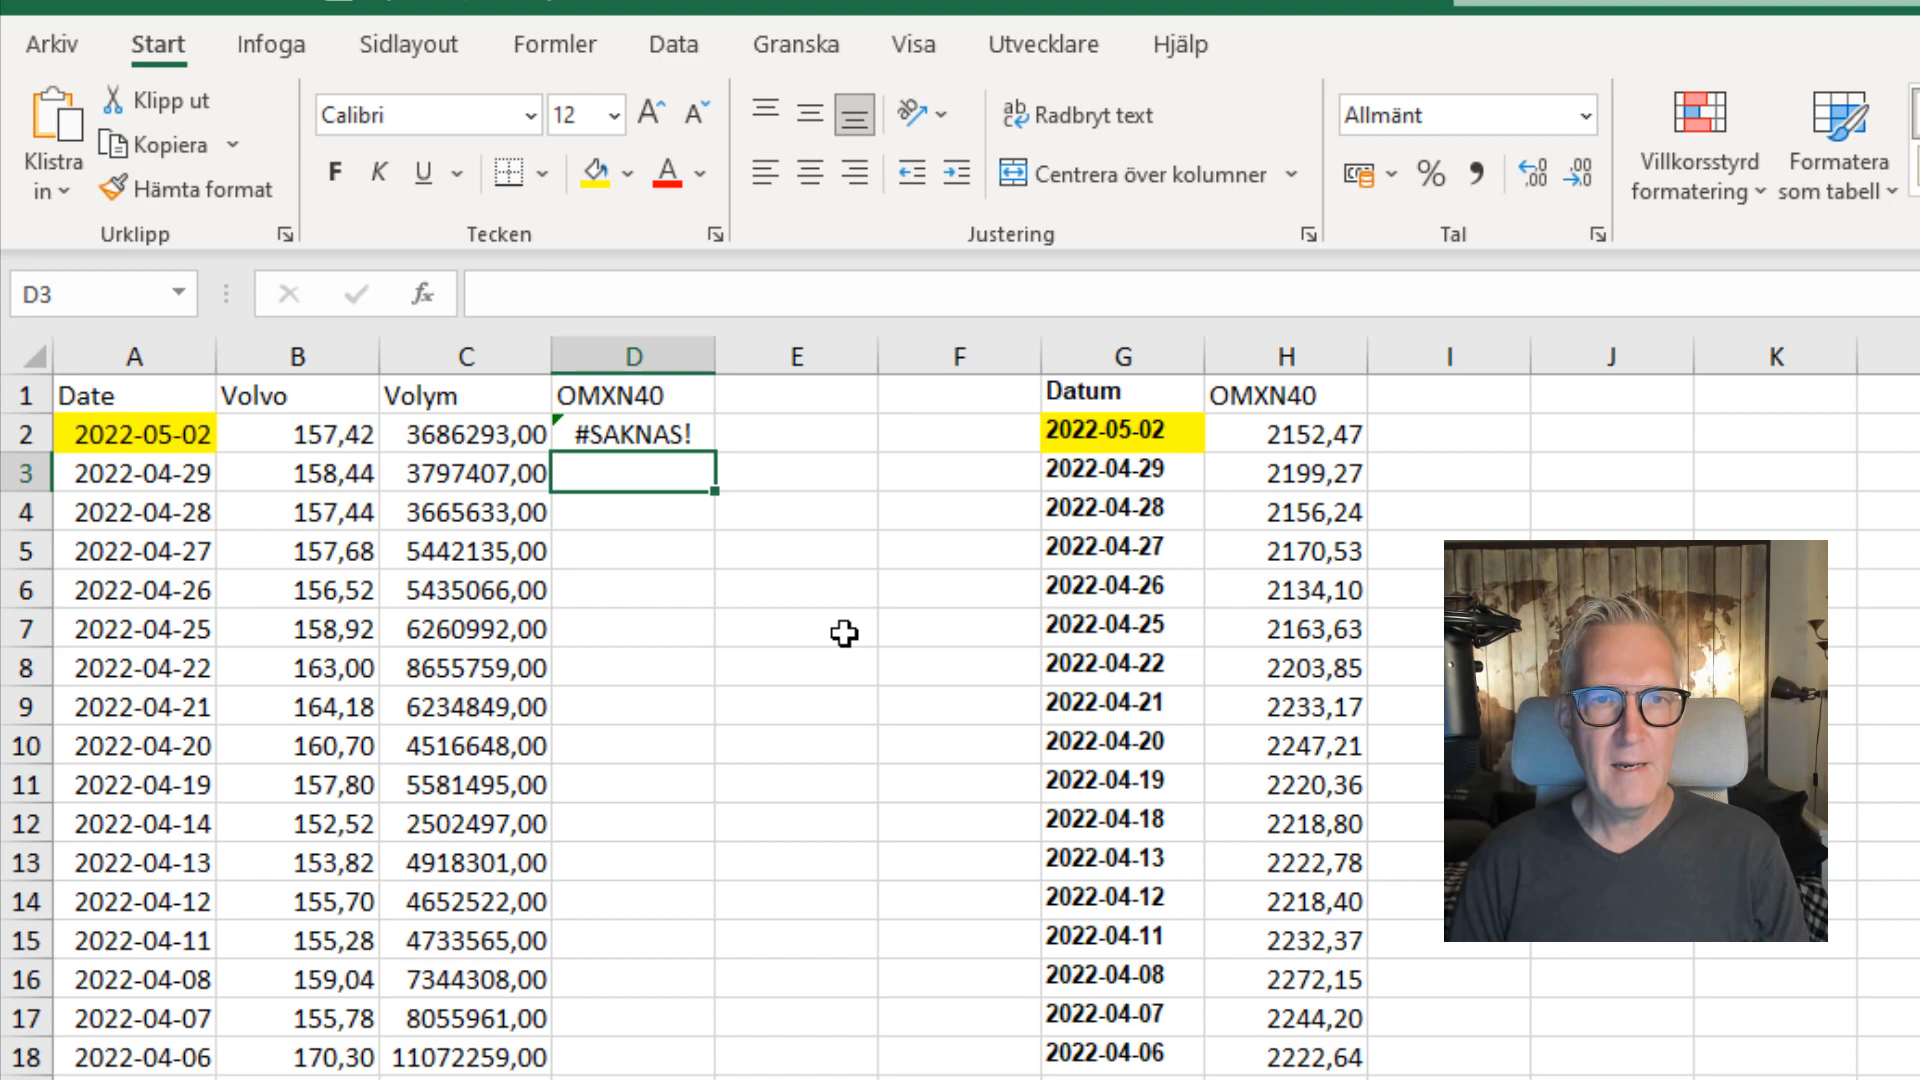 Arkiv Start Infoga Sidlayout Formler Data Granska Visa Utvecklare Hjälp
Klistra in
Klipp ut
Kopiera
Hämta format
Urklipp
Calibri 12
F K U
Tecken
Radbryt text
Centrera över kolumner
Justering
Allmänt
%
Tal
Villkorsstyrd
formatering
Formatera
som tabell
D3 fx
A B C D E F G H I J K
1 Date Volvo Volym OMXN40 Datum OMXN40
2 2022-05-02 157,42 3686293,00 #SAKNAS! 2022-05-02 2152,47
3 2022-04-29 158,44 3797407,00 2022-04-29 2199,27
4 2022-04-28 157,44 3665633,00 2022-04-28 2156,24
5 2022-04-27 157,68 5442135,00 2022-04-27 2170,53
6 2022-04-26 156,52 5435066,00 2022-04-26 2134,10
7 2022-04-25 158,92 6260992,00 2022-04-25 2163,63
8 2022-04-22 163,00 8655759,00 2022-04-22 2203,85
9 2022-04-21 164,18 6234849,00 2022-04-21 2233,17
10 2022-04-20 160,70 4516648,00 2022-04-20 2247,21
11 2022-04-19 157,80 5581495,00 2022-04-19 2220,36
12 2022-04-14 152,52 2502497,00 2022-04-18 2218,80
13 2022-04-13 153,82 4918301,00 2022-04-13 2222,78
14 2022-04-12 155,70 4652522,00 2022-04-12 2218,40
15 2022-04-11 155,28 4733565,00 2022-04-11 2232,37
16 2022-04-08 159,04 7344308,00 2022-04-08 2272,15
17 2022-04-07 155,78 8055961,00 2022-04-07 2244,20
18 2022-04-06 170,30 11072259,00 2022-04-06 2222,64